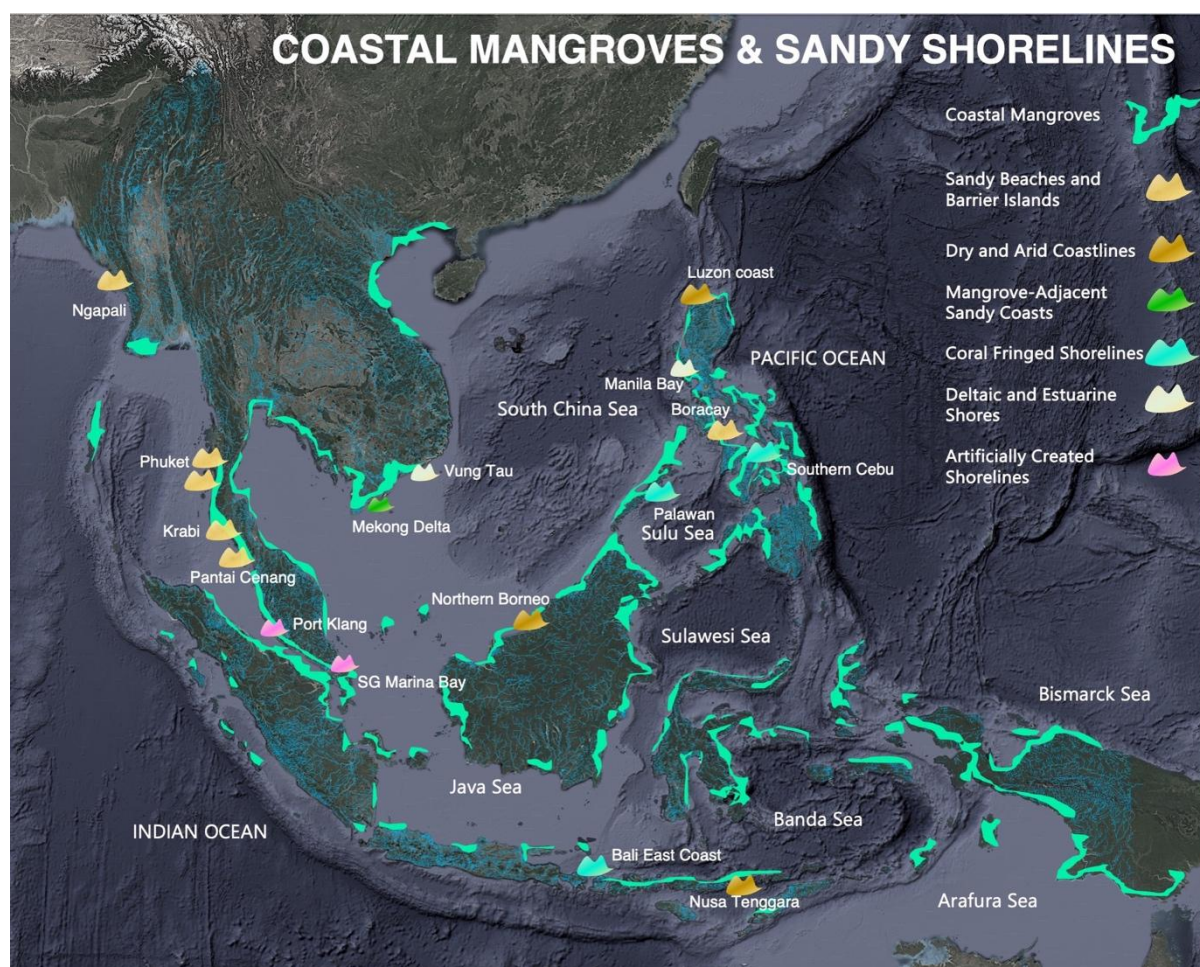 COASTAL MANGROVES & SANDY SHORELINES
Coastal Mangroves
Sandy Beaches and
Barrier Islands
Dry and Arid Coastlines
Mangrove-Adjacent
Sandy Coasts
Coral Fringed Shorelines
Deltaic and Estuarine
Shores
Artificially Created
Shorelines
Luzon coast
Ngapali
PACIFIC OCEAN
Manila Bay
South China Sea
Boracay
Phuket
Vung Tau
Southern Cebu
Palawan
Mekong Delta
Krabi
Sulu Sea
Pantai Cenang
Northern Borneo
Port Klang
Sulawesi Sea
SG Marina Bay
Bismarck Sea
Java Sea
Banda Sea
INDIAN OCEAN
Bali East Coast
Nusa Tenggara
Arafura Sea